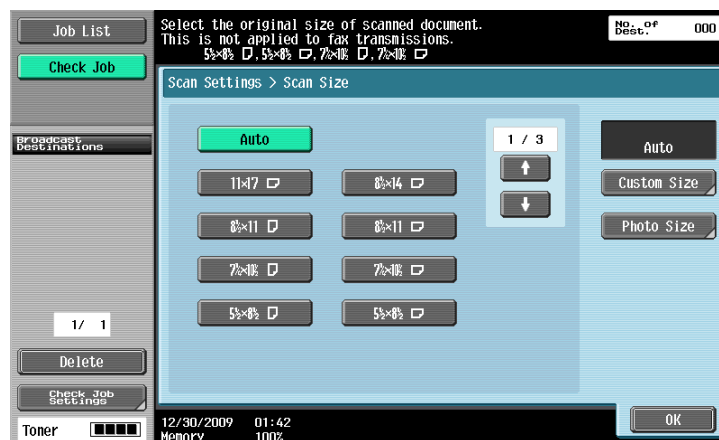 Job List
Check Job
Select the original size of scanned document.
This is not applied to fax transmissions.
5½×8½ , 5½×8½ , 7¼×10½ , 7¼×10½
No. of Dest. 000
Scan Settings > Scan Size
Broadcast Destinations
Auto
1 / 3
Auto
11×17
8½×14
Custom Size
8½×11
8½×11
Photo Size
7¼×10½
7¼×10½
5½×8½
5½×8½
1/ 1
Delete
Check Job Settings
OK
Toner
12/30/2009 01:42
Memory 100%